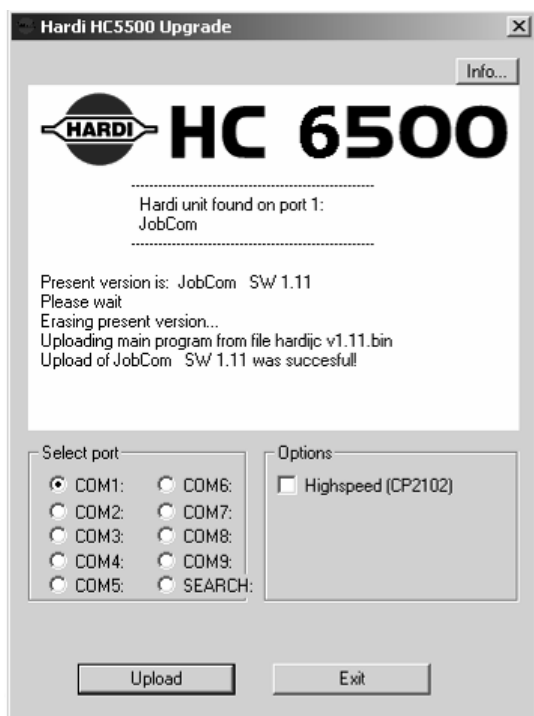 Hardi HC5500 Upgrade
Info...
HARDI HC 6500
----------------------------------------------------
Hardi unit found on port 1:
JobCom
----------------------------------------------------
Present version is: JobCom SW 1.11
Please wait
Erasing present version...
Uploading main program from file hardijc v1.11.bin
Upload of JobCom SW 1.11 was succesful!
Select port
COM1: COM6:
COM2: COM7:
COM3: COM8:
COM4: COM9:
COM5: SEARCH:
Options
Highspeed (CP2102)
Upload Exit